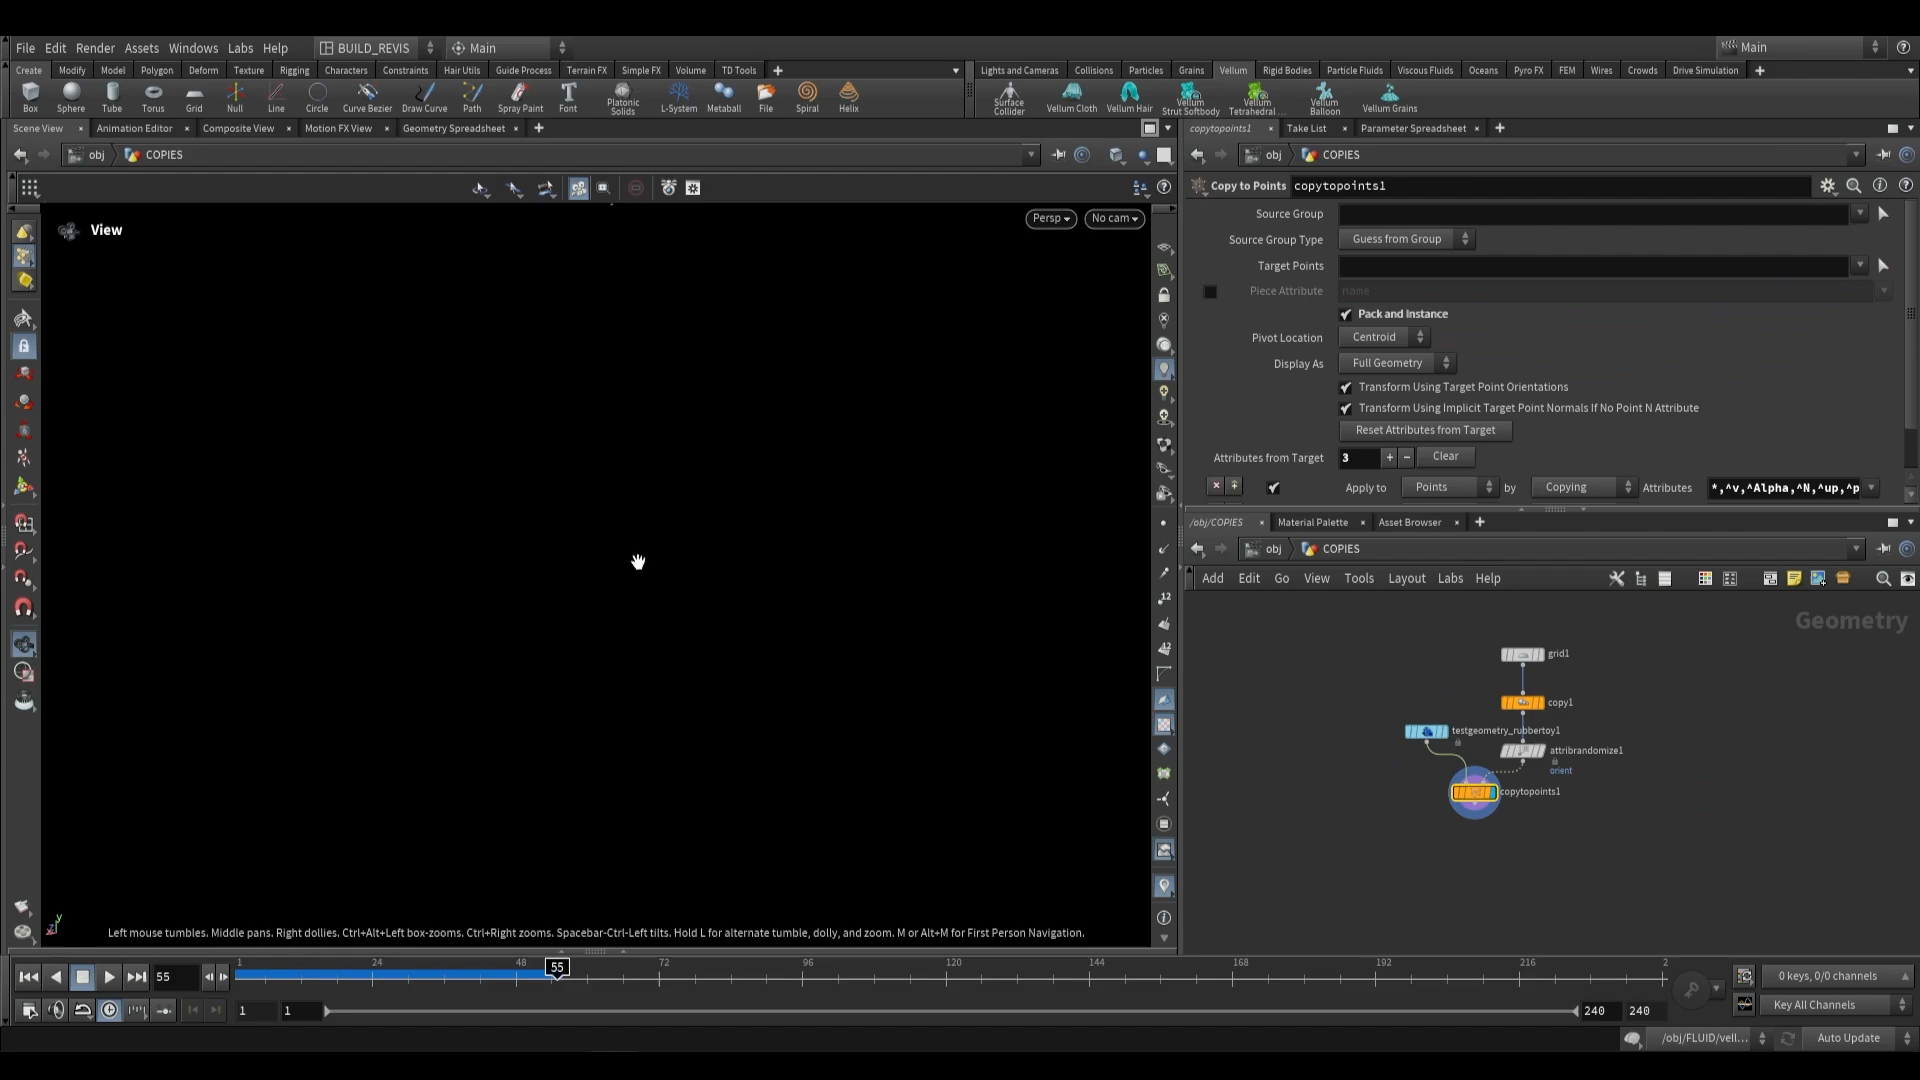 File Edit Render Assets Windows Labs Help BUILD_REVIS Main Main
Create Modify Model Polygon Deform Texture Rigging Characters Constraints Hair Utils Guide Process Terrain FX Simple FX Volume TD Tools
Lights and Cameras Collisions Particles Grains Vellum Rigid Bodies Particle Fluids Viscous Fluids Oceans Pyro FX FEM Wires Crowds Drive Simulation
Box Sphere Tube Torus Grid Null Line Circle Curve Bezier Draw Curve Path Spray Paint Font Platonic Solids L-System Metaball File Spiral Helix
Surface Collider Vellum Cloth Vellum Hair Vellum Strut Softbody Vellum Tetrahedral ... Vellum Balloon Vellum Grains
Scene View Animation Editor Composite View Motion FX View Geometry Spreadsheet
copytopoints1 Take List Parameter Spreadsheet
obj COPIES
obj COPIES
Copy to Points copytopoints1
View Persp No cam
Source Group
Source Group Type Guess from Group
Target Points
Piece Attribute name
Pack and Instance
Pivot Location Centroid
Display As Full Geometry
Transform Using Target Point Orientations
Transform Using Implicit Target Point Normals If No Point N Attribute
Reset Attributes from Target
Attributes from Target 3 Clear
Apply to Points by Copying Attributes *,^v,^Alpha,^N,^up,^p
/obj/COPIES Material Palette Asset Browser
obj COPIES
Add Edit Go View Tools Layout Labs Help
Geometry
grid1
copy1
testgeometry_rubbertoy1
attribrandomize1
orient
copytopoints1
12
12
Left mouse tumbles. Middle pans. Right dollies. Ctrl+Alt+Left box-zooms. Ctrl+Right zooms. Spacebar-Ctrl-Left tilts. Hold L for alternate tumble, dolly, and zoom. M or Alt+M for First Person Navigation.
55 1 24 48 55 72 96 120 144 168 192 216 2
0 keys, 0/0 channels
1 1 240 240
Key All Channels
/obj/FLUID/vell... Auto Update